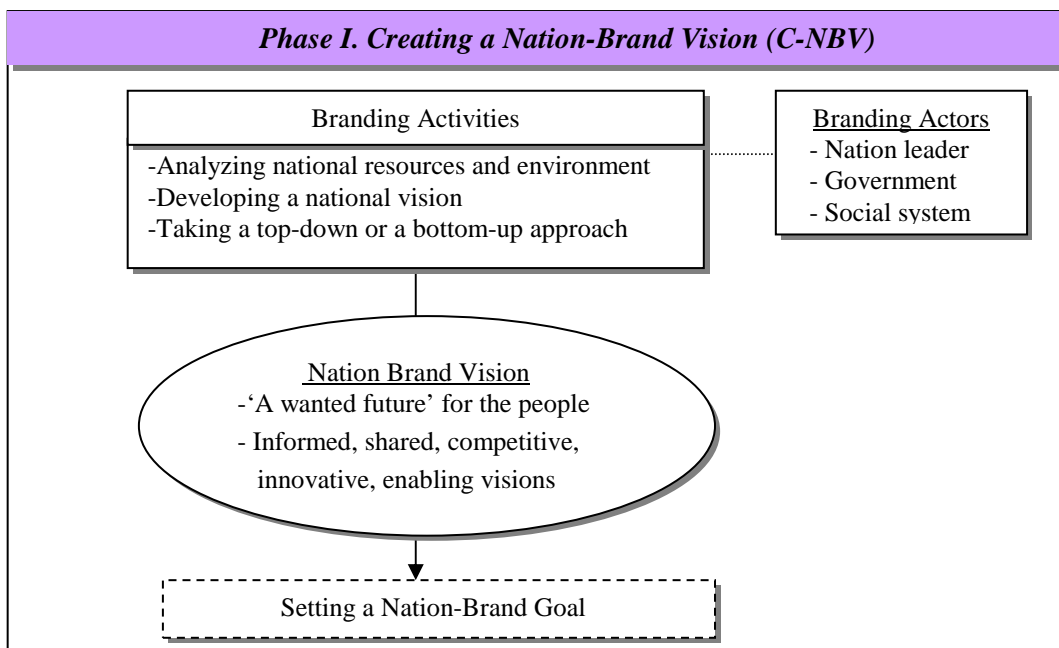 Phase I. Creating a Nation-Brand Vision (C-NBV)
Branding Activities
-Analyzing national resources and environment
-Developing a national vision
-Taking a top-down or a bottom-up approach
Branding Actors
- Nation leader
- Government
- Social system
Nation Brand Vision
-‘A wanted future’ for the people
- Informed, shared, competitive,
innovative, enabling visions
Setting a Nation-Brand Goal